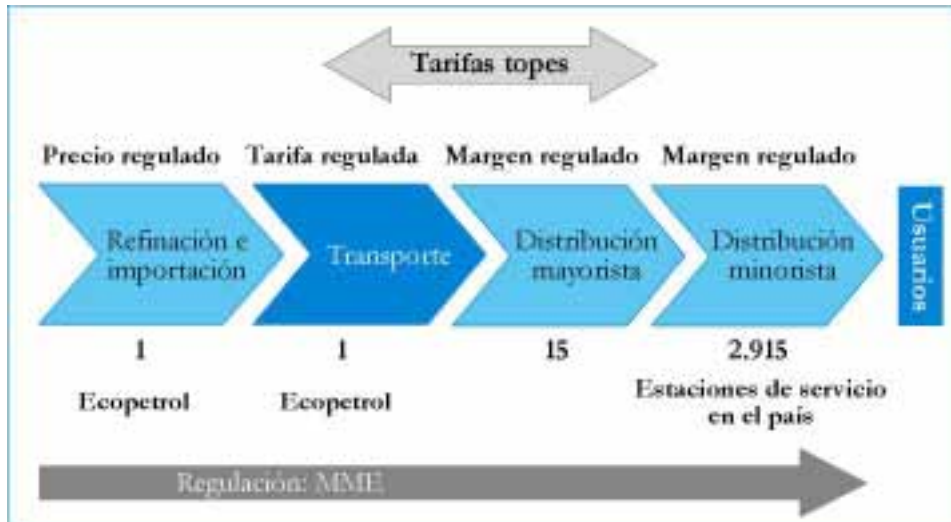 Tarifas topes
Precio regulado
Tarifa regulada
Margen regulado
Margen regulado
Refinación e
importación
Transporte
Distribución
mayorista
Distribución
minorista
Usuarios
1
1
15
2.915
Ecopetrol
Ecopetrol
Estaciones de servicio
en el país
Regulación: MME